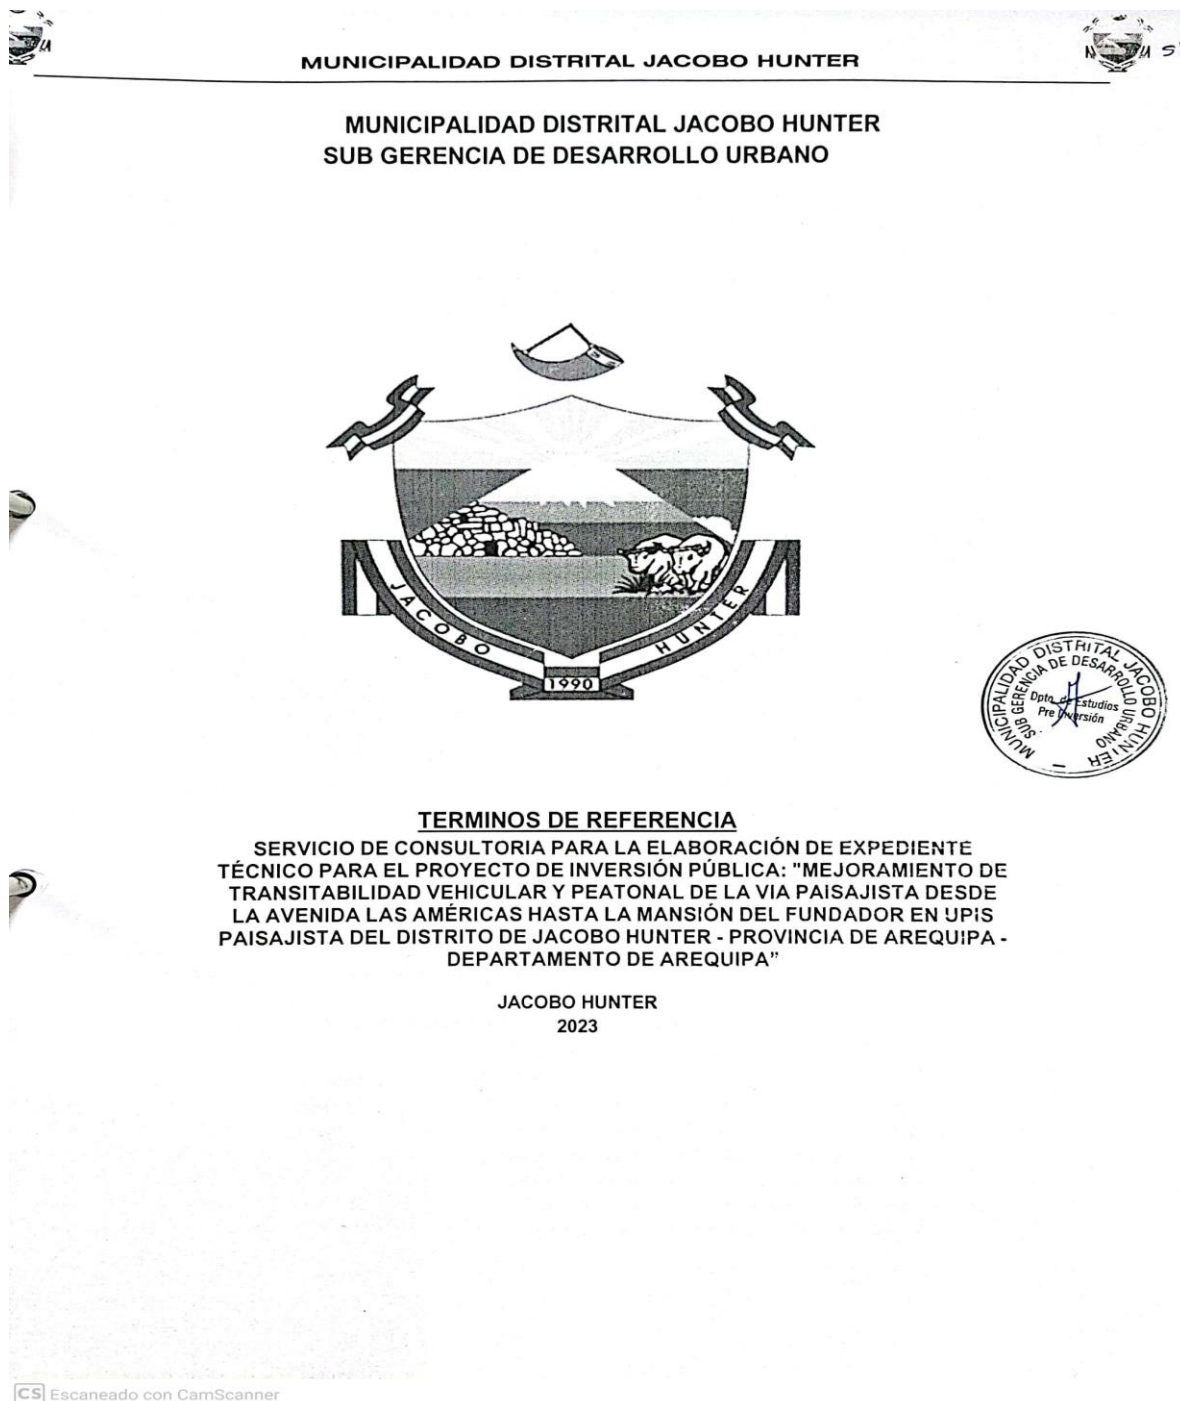 MUNICIPALIDAD DISTRITAL JACOBO HUNTER
MUNICIPALIDAD DISTRITAL JACOBO HUNTER
SUB GERENCIA DE DESARROLLO URBANO
JACOBO HUNTER
1990
MUNICIPALIDAD DISTRITAL JACOBO HUNTER
SUB GERENCIA DE DESARROLLO URBANO
Dpto. de Estudios
Pre Inversión
TERMINOS DE REFERENCIA
SERVICIO DE CONSULTORIA PARA LA ELABORACIÓN DE EXPEDIENTE
TÉCNICO PARA EL PROYECTO DE INVERSIÓN PÚBLICA: "MEJORAMIENTO DE
TRANSITABILIDAD VEHICULAR Y PEATONAL DE LA VIA PAISAJISTA DESDE
LA AVENIDA LAS AMÉRICAS HASTA LA MANSIÓN DEL FUNDADOR EN UPIS
PAISAJISTA DEL DISTRITO DE JACOBO HUNTER - PROVINCIA DE AREQUIPA -
DEPARTAMENTO DE AREQUIPA”
JACOBO HUNTER
2023
CS Escaneado con CamScanner